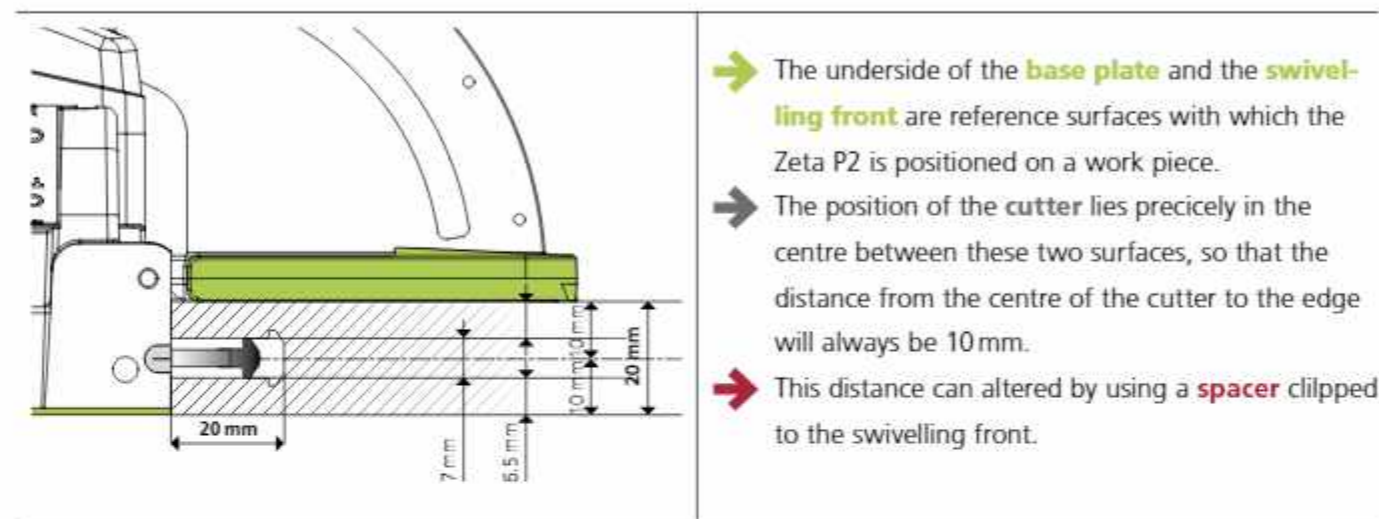 The underside of the base plate and the swivel-
ling front are reference surfaces with which the
Zeta P2 is positioned on a work piece.
The position of the cutter lies precicely in the
centre between these two surfaces, so that the
distance from the centre of the cutter to the edge
will always be 10 mm.
This distance can altered by using a spacer clilpped
to the swivelling front.
10 mm
10 mm
20 mm
20 mm
7 mm
6.5 mm